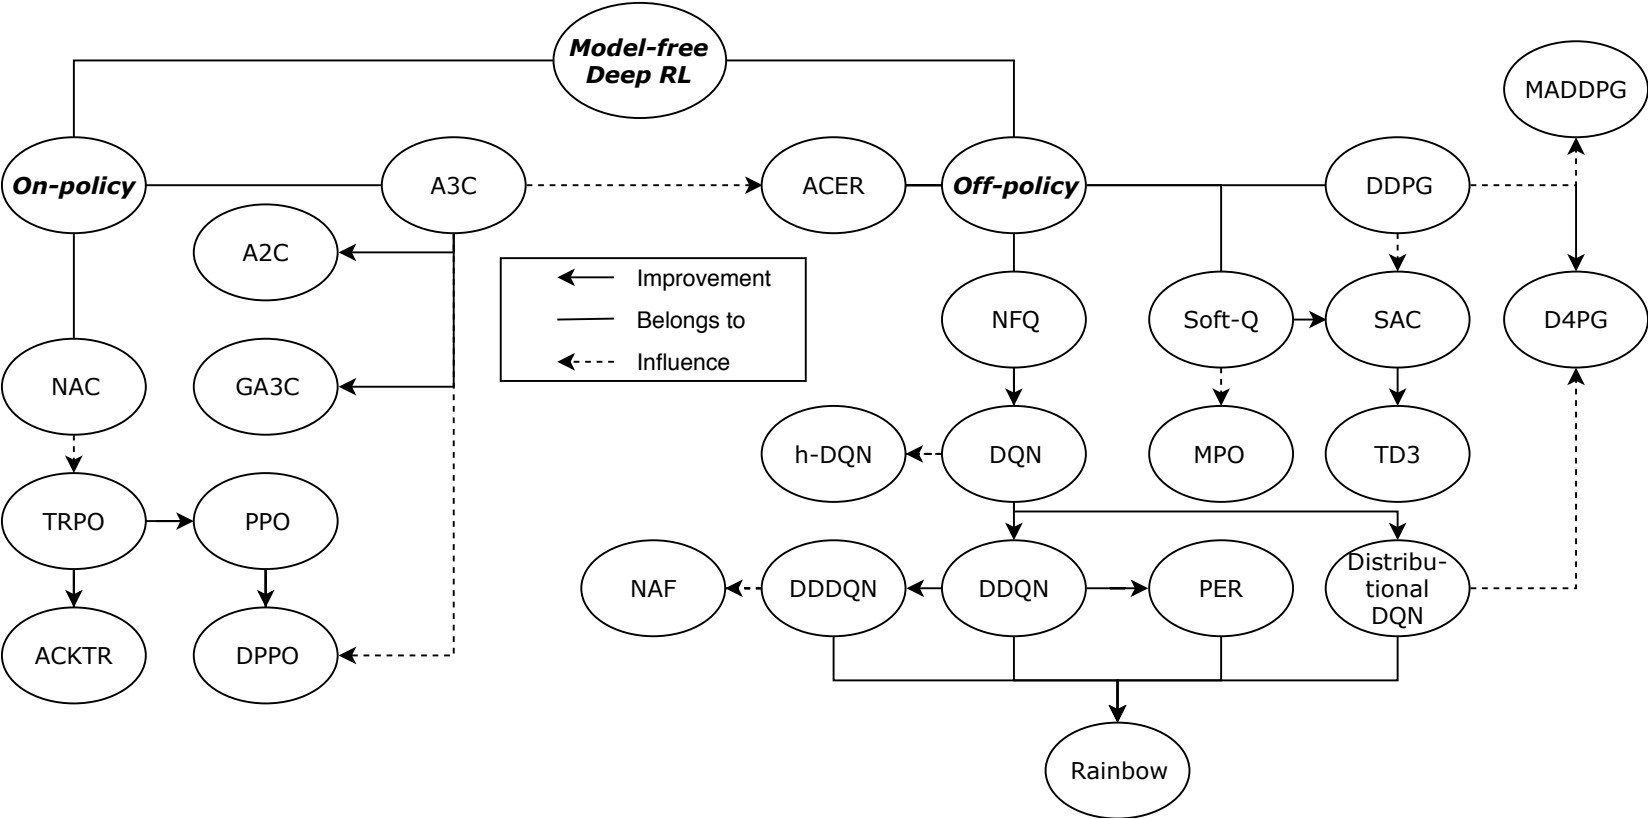 Model-free
Deep RL
MADDPG
On-policy
A3C
ACER
Off-policy
DDPG
A2C
Improvement
Belongs to
Influence
NFQ
Soft-Q
SAC
D4PG
NAC
GA3C
h-DQN
DQN
MPO
TD3
TRPO
PPO
NAF
DDDQN
DDQN
PER
Distribu-
tional
DQN
ACKTR
DPPO
Rainbow